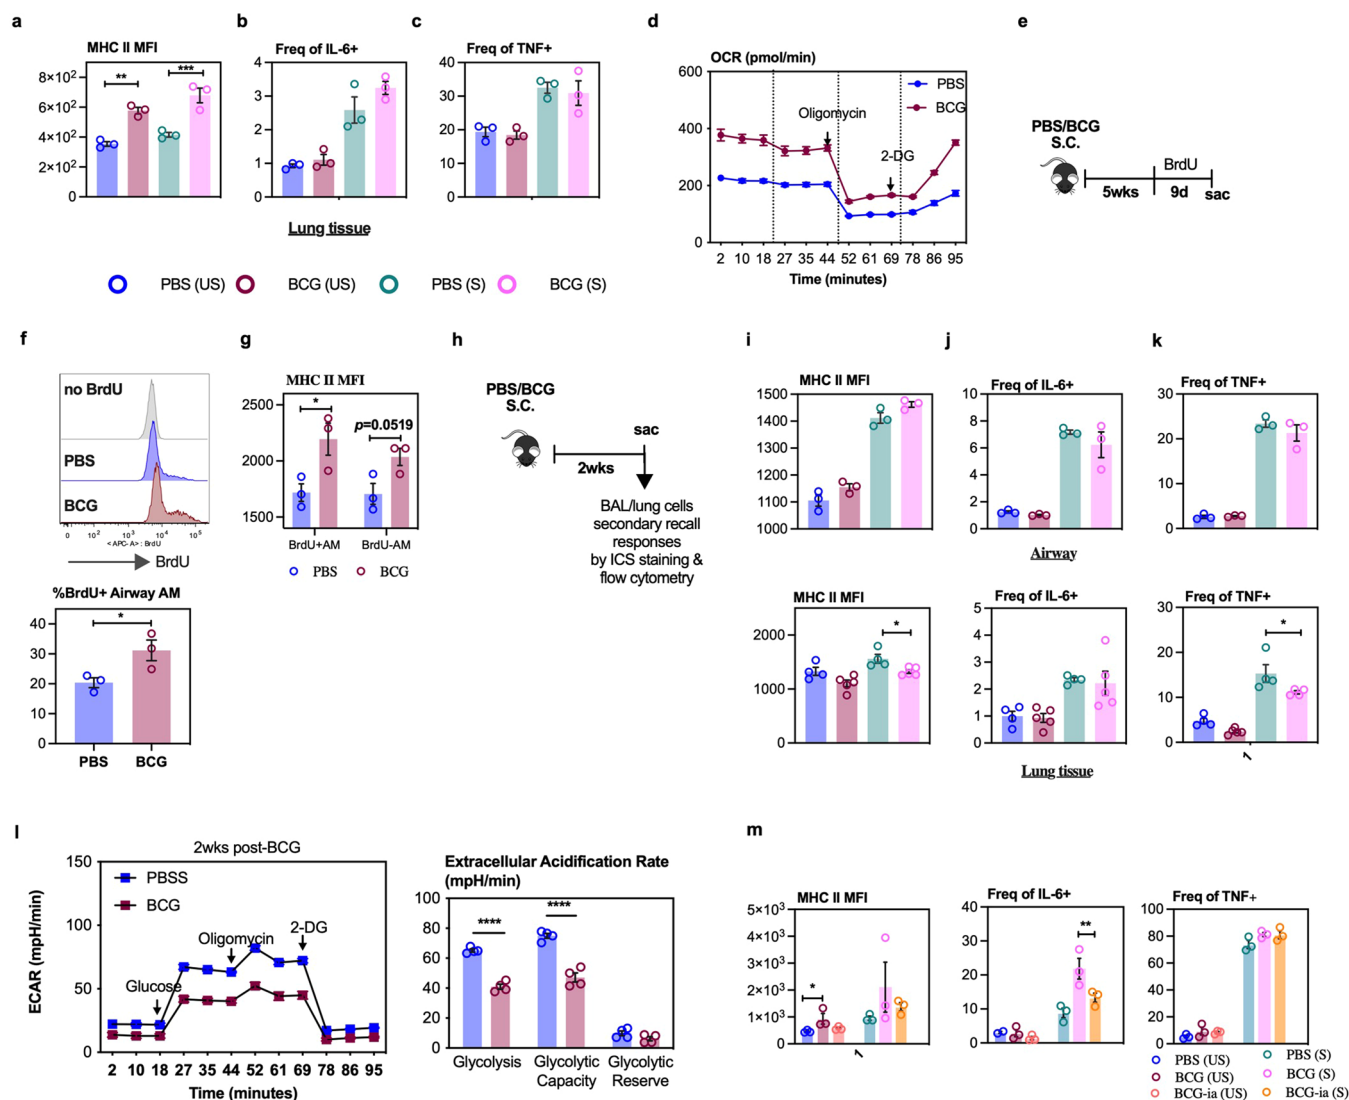 a
b
c
d
e
MHC II MFI
**
***
8×10²
6×10²
4×10²
2×10²
0
Freq of IL-6+
4
3
2
1
0
Lung tissue
Freq of TNF+
40
30
20
10
0
OCR (pmol/min)
600
400
200
0
PBS
BCG
Oligomycin
2-DG
2 10 18 27 35 44 52 61 69 78 86 95
Time (minutes)
PBS/BCG
S.C.
BrdU
5wks
9d
sac
PBS (US)
BCG (US)
PBS (S)
BCG (S)
f
g
h
i
j
k
no BrdU
PBS
BCG
0 10² 10³ 10⁴ 10⁵
<APC-A>: BrdU
BrdU
%BrdU+ Airway AM
*
40
30
20
10
0
PBS
BCG
MHC II MFI
*
p=0.0519
2500
2000
1500
BrdU+AM
BrdU-AM
PBS
BCG
PBS/BCG
S.C.
sac
2wks
BAL/lung cells
secondary recall
responses
by ICS staining &
flow cytometry
MHC II MFI
1500
1400
1300
1200
1100
1000
Freq of IL-6+
10
8
6
4
2
0
Airway
Freq of TNF+
30
20
10
0
MHC II MFI
*
2000
1000
0
Freq of IL-6+
5
4
3
2
1
0
Lung tissue
Freq of TNF+
*
30
20
10
0
1
l
m
2wks post-BCG
ECAR (mpH/min)
150
100
50
0
PBSS
BCG
Glucose
Oligomycin
2-DG
2 10 18 27 35 44 52 61 69 78 86 95
Time (minutes)
Extracellular Acidification Rate
(mpH/min)
100
80
60
40
20
0
****
****
Glycolysis
Glycolytic
Capacity
Glycolytic
Reserve
MHC II MFI
5×10³
4×10³
3×10³
2×10³
1×10³
0
*
1
Freq of IL-6+
**
40
30
20
10
0
Freq of TNF+
100
80
60
40
20
0
PBS (US)
BCG (US)
BCG-ia (US)
PBS (S)
BCG (S)
BCG-ia (S)